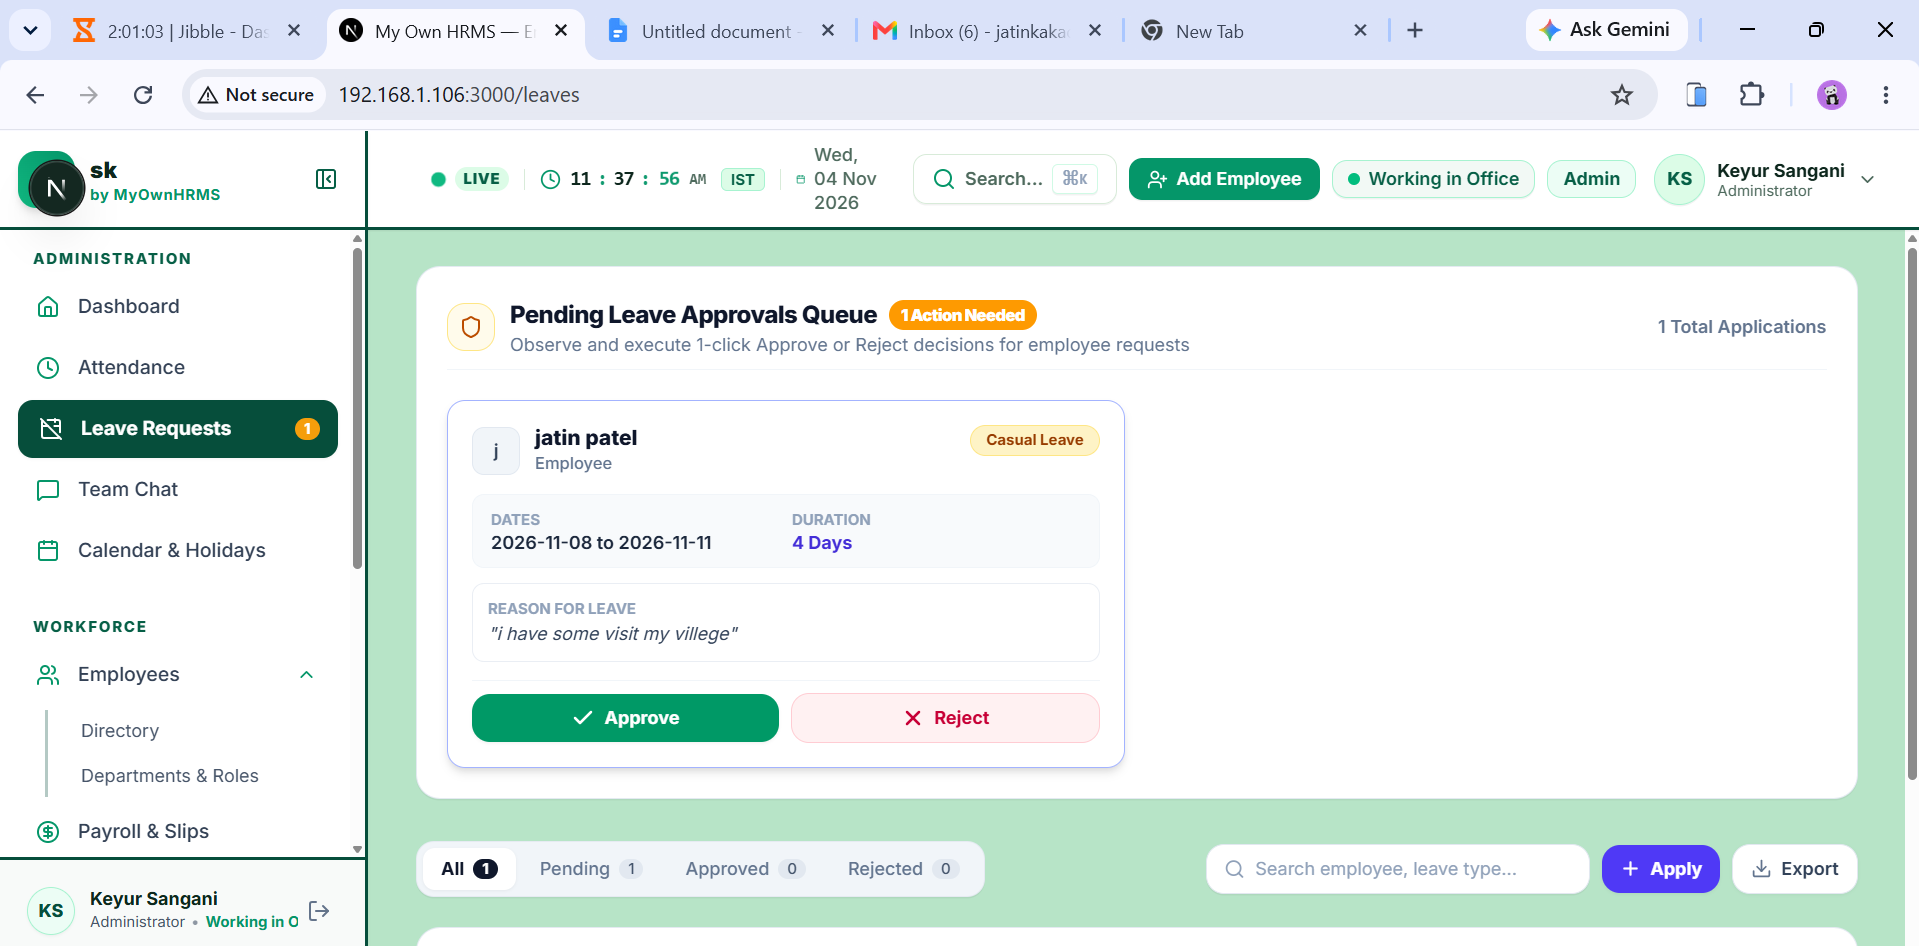 2:01:03 | Jibble - Das
My Own HRMS — E
Untitled document -
Inbox (6) - jatinkaka
New Tab
Ask Gemini
Not secure
192.168.1.106:3000/leaves
N
sk
by MyOwnHRMS
LIVE
11 : 37 : 56 AM
IST
Wed,
04 Nov
2026
Search...
⌘K
Add Employee
Working in Office
Admin
KS
Keyur Sangani
Administrator
ADMINISTRATION
Dashboard
Attendance
Leave Requests 1
Team Chat
Calendar & Holidays
WORKFORCE
Employees
Directory
Departments & Roles
Payroll & Slips
KS
Keyur Sangani
Administrator • Working in O
Pending Leave Approvals Queue 1 Action Needed
Observe and execute 1-click Approve or Reject decisions for employee requests
1 Total Applications
j
jatin patel
Employee
Casual Leave
DATES
2026-11-08 to 2026-11-11
DURATION
4 Days
REASON FOR LEAVE
"i have some visit my villege"
Approve
Reject
All 1
Pending 1
Approved 0
Rejected 0
Search employee, leave type...
+ Apply
Export